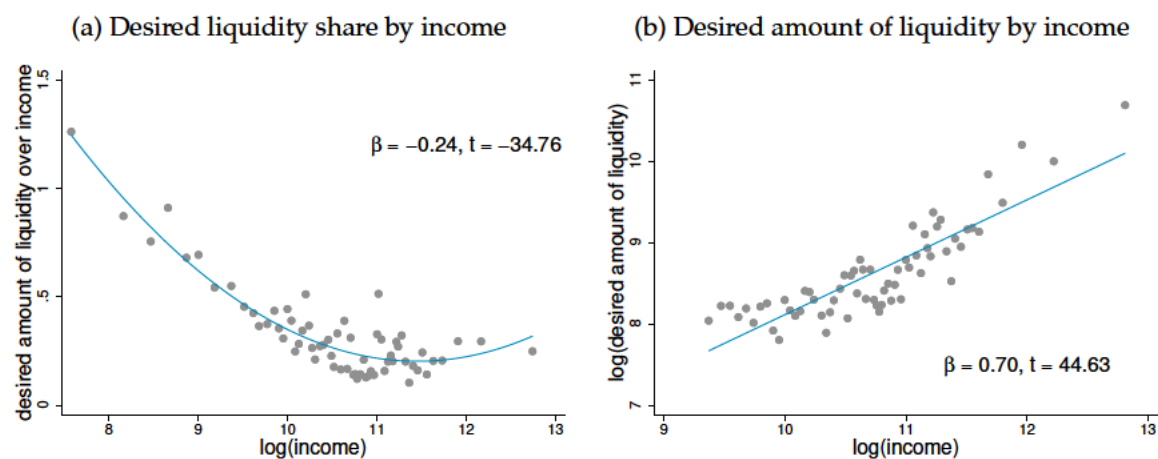 (a) Desired liquidity share by income
desired amount of liquidity over income
1.5
1
.5
0
β = −0.24, t = −34.76
8 9 10 11 12 13
log(income)
(b) Desired amount of liquidity by income
log(desired amount of liquidity)
11
10
9
8
7
β = 0.70, t = 44.63
9 10 11 12 13
log(income)